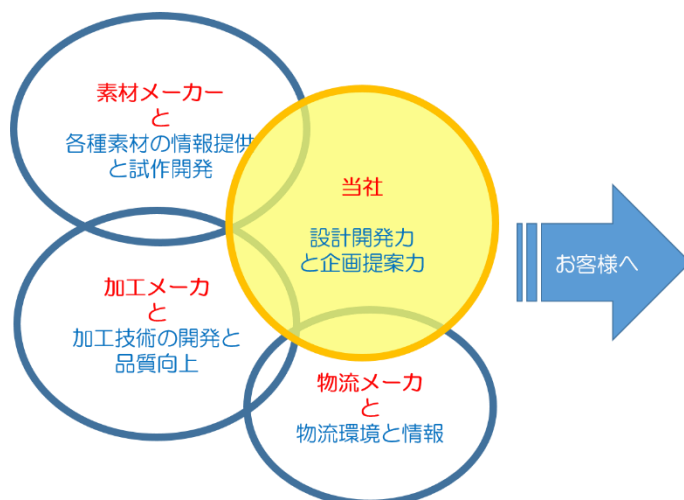 素材メーカー
と
各種素材の情報提供
と試作開発
当社
設計開発力
と企画提案力
お客様へ
加工メーカ
と
加工技術の開発と
品質向上
物流メーカ
と
物流環境と情報